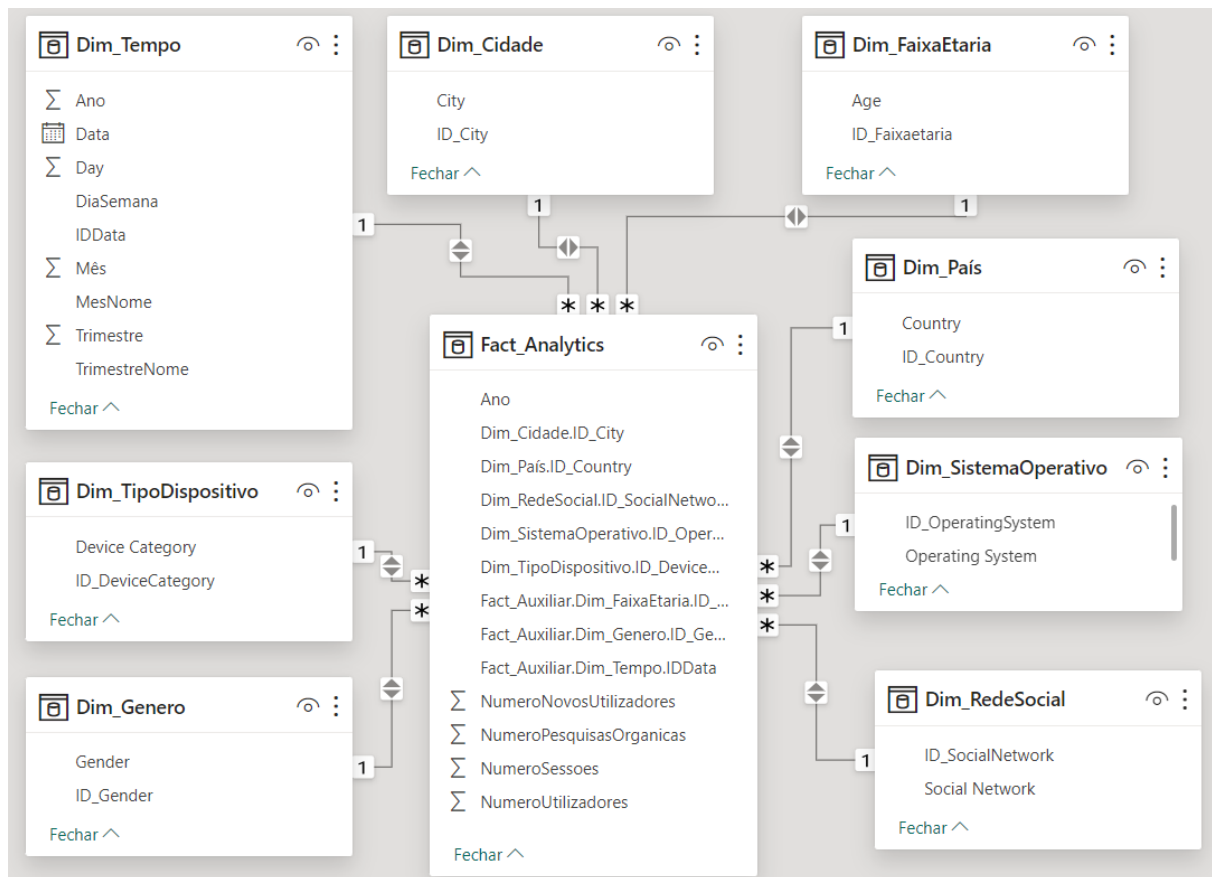 Dim_Tempo
Σ Ano
Data
Σ Day
DiaSemana
IDData
Σ Mês
MesNome
Σ Trimestre
TrimestreNome
Fechar
Dim_Cidade
City
ID_City
Fechar
Dim_FaixaEtaria
Age
ID_Faixaetaria
Fechar
1
1
1
* * *
Dim_País
Country
ID_Country
Fechar
1
Fact_Analytics
Ano
Dim_Cidade.ID_City
Dim_País.ID_Country
Dim_RedeSocial.ID_SocialNetwo...
Dim_SistemaOperativo.ID_Oper...
Dim_TipoDispositivo.ID_Device...
Fact_Auxiliar.Dim_FaixaEtaria.ID_...
Fact_Auxiliar.Dim_Genero.ID_Ge...
Fact_Auxiliar.Dim_Tempo.IDData
Σ NumeroNovosUtilizadores
Σ NumeroPesquisasOrganicas
Σ NumeroSessoes
Σ NumeroUtilizadores
Fechar
Dim_TipoDispositivo
Device Category
ID_DeviceCategory
Fechar
1
*
*
Dim_Genero
Gender
ID_Gender
Fechar
1
Dim_SistemaOperativo
ID_OperatingSystem
Operating System
Fechar
1
*
*
*
Dim_RedeSocial
ID_SocialNetwork
Social Network
Fechar
1